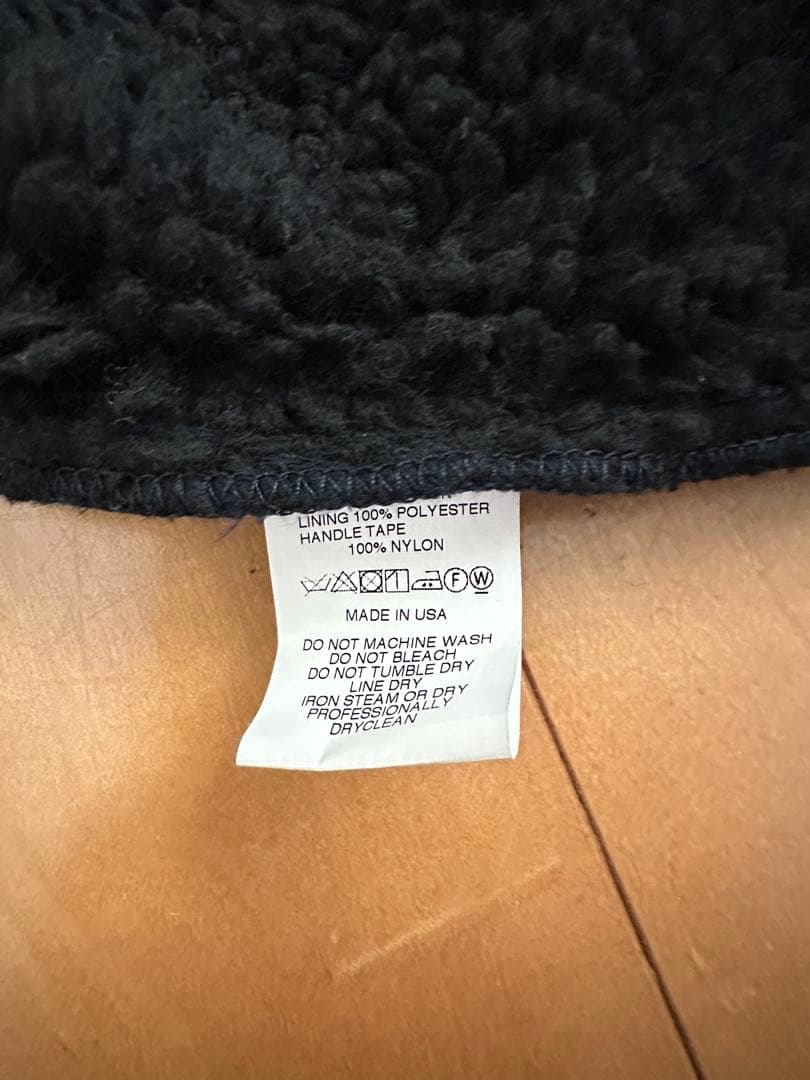 LINING 100% POLYESTER
HANDLE TAPE
100% NYLON
F W
MADE IN USA
DO NOT MACHINE WASH
DO NOT BLEACH
DO NOT TUMBLE DRY
LINE DRY
IRON STEAM OR DRY
PROFESSIONALLY
DRYCLEAN